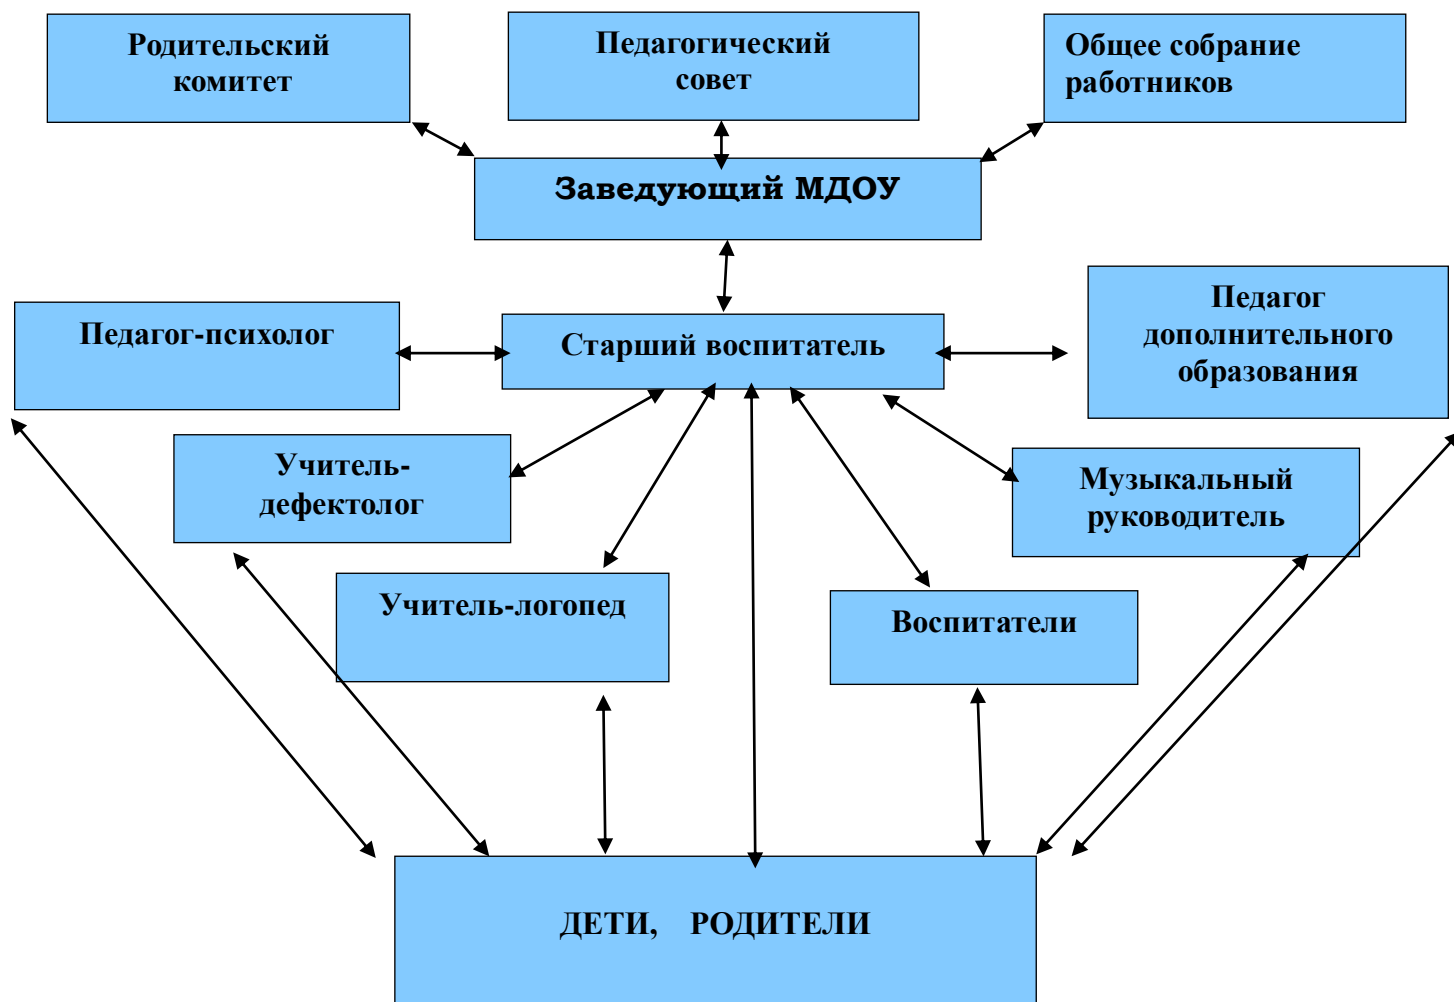 Родительский
комитет
Педагогический
совет
Общее собрание
работников
Заведующий МДОУ
Педагог-психолог
Старший воспитатель
Педагог
дополнительного
образования
Учитель-
дефектолог
Музыкальный
руководитель
Учитель-логопед
Воспитатели
ДЕТИ, РОДИТЕЛИ